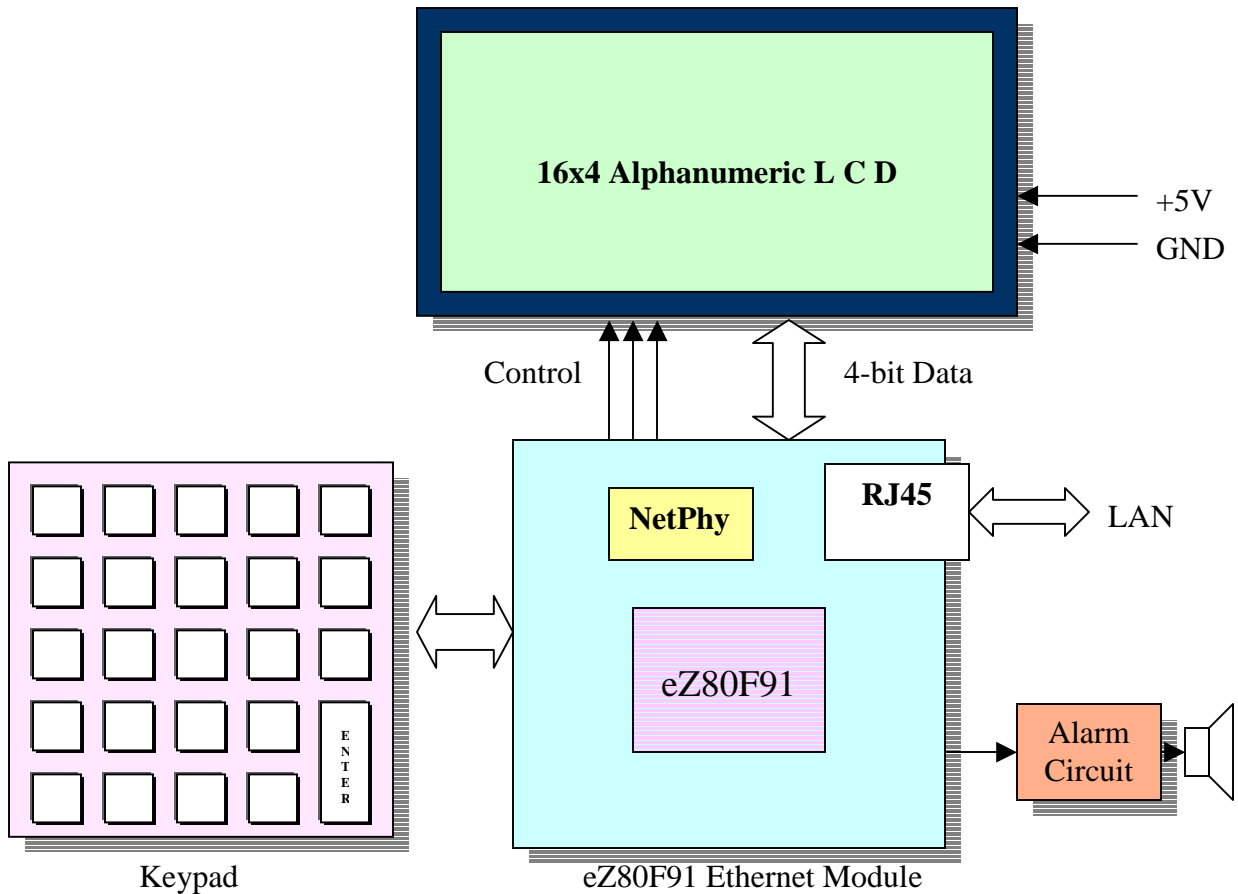 16x4 Alphanumeric L C D
+5V
GND
Control
4-bit Data
NetPhy
RJ45
LAN
eZ80F91
E
N
T
E
R
Alarm
Circuit
Keypad
eZ80F91 Ethernet Module